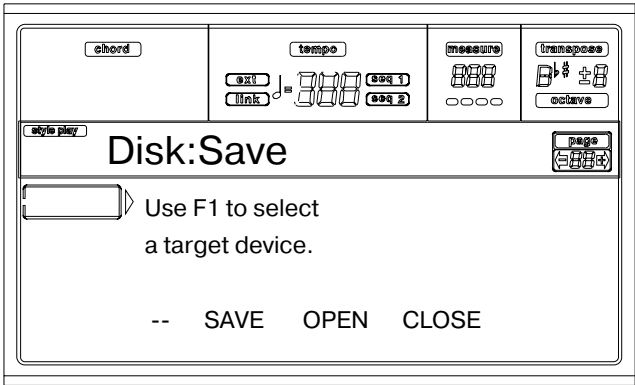 chord
tempo
measure
transpose
ext
link
=
seq 1
seq 2
octave
style play
Disk:Save
page
Use F1 to select
a target device.
-- SAVE OPEN CLOSE